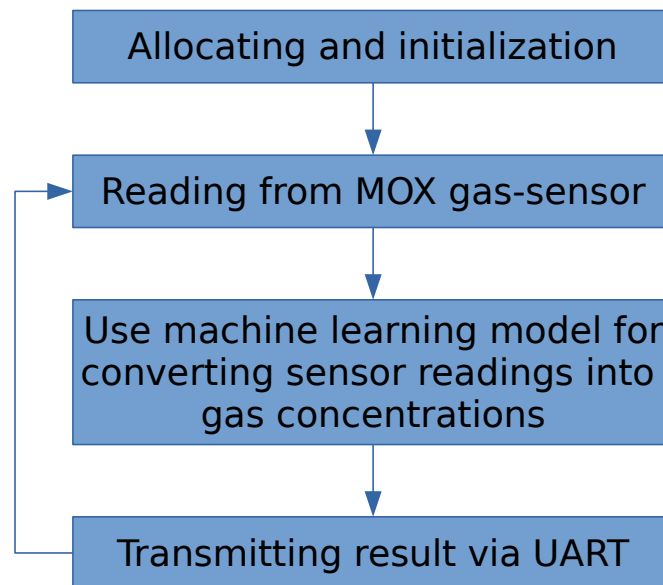 Allocating and initialization
Reading from MOX gas-sensor
Use machine learning model for
converting sensor readings into
gas concentrations
Transmitting result via UART